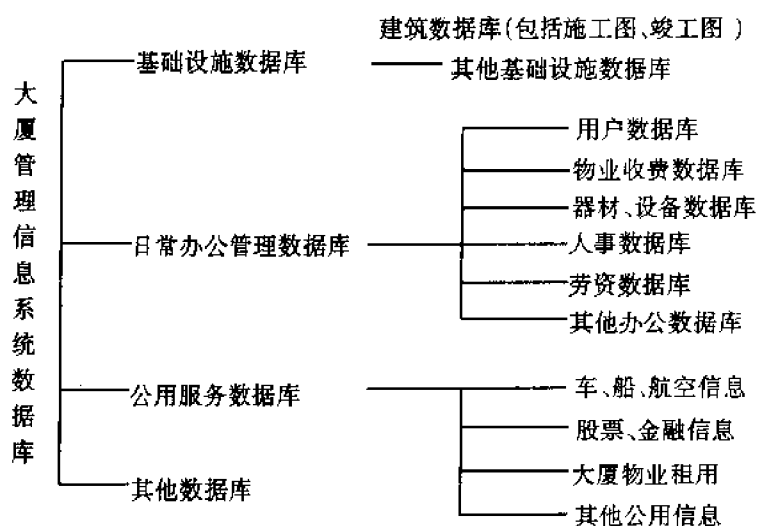 大厦管理信息系统数据库
基础设施数据库
建筑数据库(包括施工图、竣工图)
其他基础设施数据库
日常办公管理数据库
用户数据库
物业收费数据库
器材、设备数据库
人事数据库
劳资数据库
其他办公数据库
公用服务数据库
车、船、航空信息
股票、金融信息
大厦物业租用
其他公用信息
其他数据库